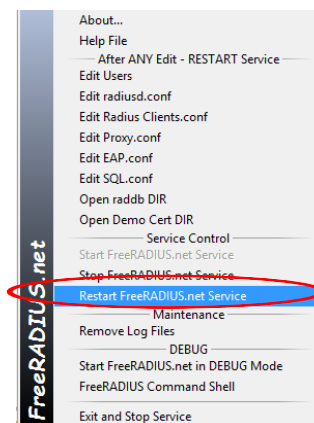 About...
Help File
After ANY Edit - RESTART Service
Edit Users
Edit radiusd.conf
Edit Radius Clients.conf
Edit Proxy.conf
Edit EAP.conf
Edit SQL.conf
Open raddb DIR
Open Demo Cert DIR
Service Control
Start FreeRADIUS.net Service
Stop FreeRADIUS.net Service
Restart FreeRADIUS.net Service
Maintenance
Remove Log Files
DEBUG
Start FreeRADIUS.net in DEBUG Mode
FreeRADIUS Command Shell
Exit and Stop Service
FreeRADIUS.net